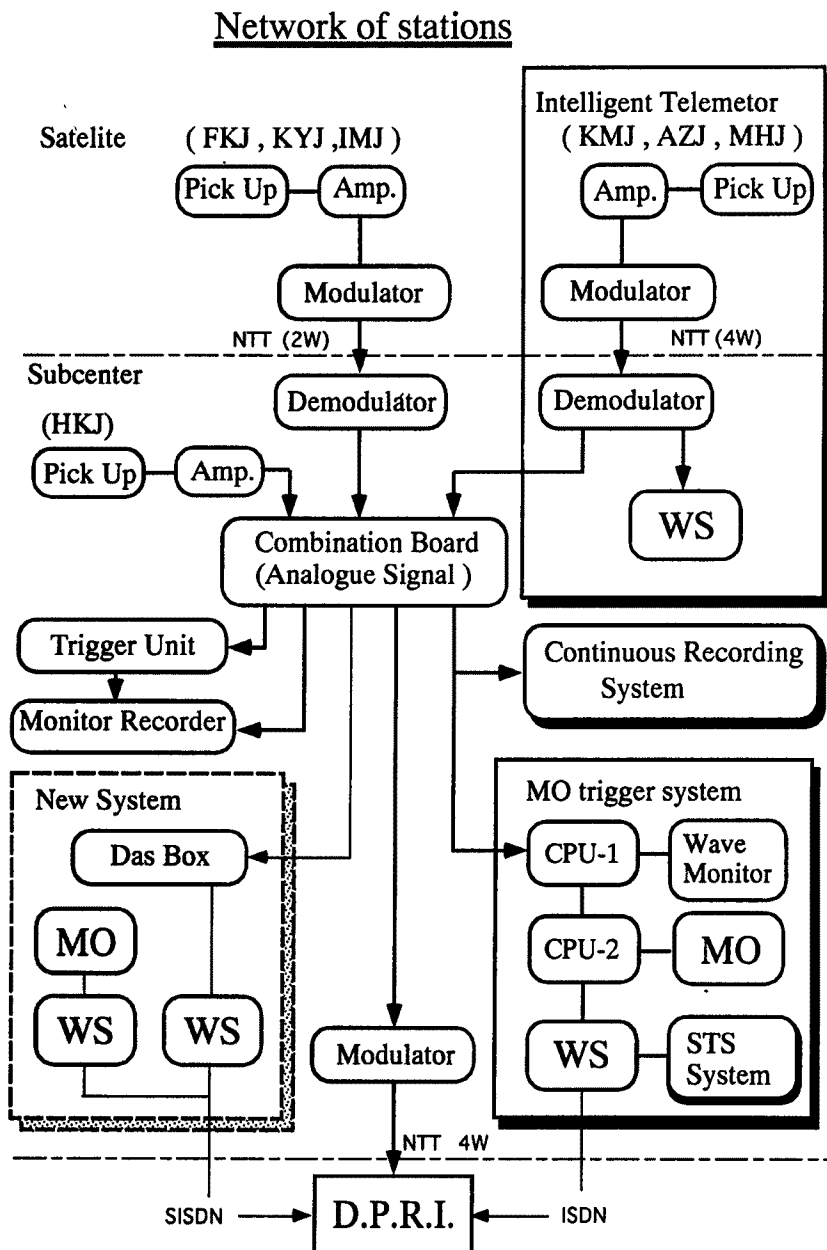 Network of stations
Satelite
( FKJ , KYJ ,IMJ )
Pick Up
Amp.
Modulator
NTT (2W)
Intelligent Telemetor
( KMJ , AZJ , MHJ )
Amp.
Pick Up
Modulator
NTT (4W)
Subcenter
(HKJ)
Pick Up
Amp.
Demodulator
Demodulator
WS
Combination Board
(Analogue Signal )
Trigger Unit
Monitor Recorder
Continuous Recording
System
New System
Das Box
MO
WS
WS
Modulator
NTT 4W
MO trigger system
CPU-1
Wave
Monitor
CPU-2
MO
WS
STS
System
SISDN
D.P.R.I.
ISDN